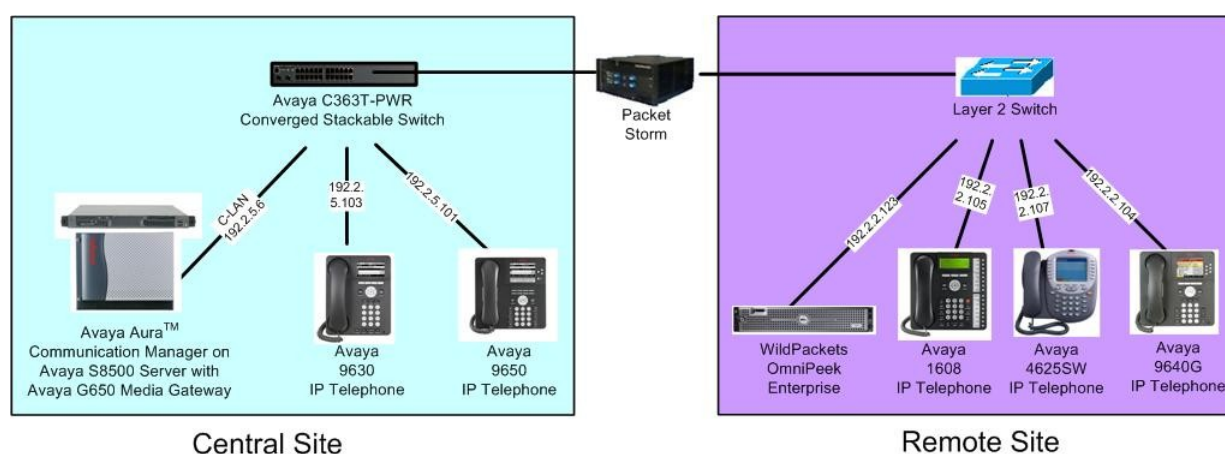 Avaya C363T-PWR
Converged Stackable Switch
C-LAN
192.2.5.6
192.2.
5.103
192.2.5.101
Avaya Aura™
Communication Manager on
Avaya S8500 Server with
Avaya G650 Media Gateway
Avaya
9630
IP Telephone
Avaya
9650
IP Telephone
Central Site
Packet
Storm
Layer 2 Switch
192.2.2.123
192.2.
2.105
192.2.
2.107
192.2.2.104
WildPackets
OmniPeek
Enterprise
Avaya
1608
IP Telephone
Avaya
4625SW
IP Telephone
Avaya
9640G
IP Telephone
Remote Site